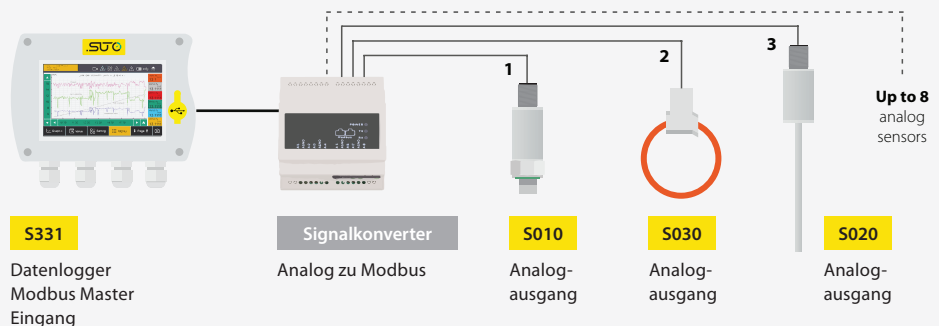 SUTO
1
2
3
Up to 8
analog
sensors
S331
Datenlogger
Modbus Master
Eingang
Signalkonverter
Analog zu Modbus
S010
Analog-
ausgang
S030
Analog-
ausgang
S020
Analog-
ausgang